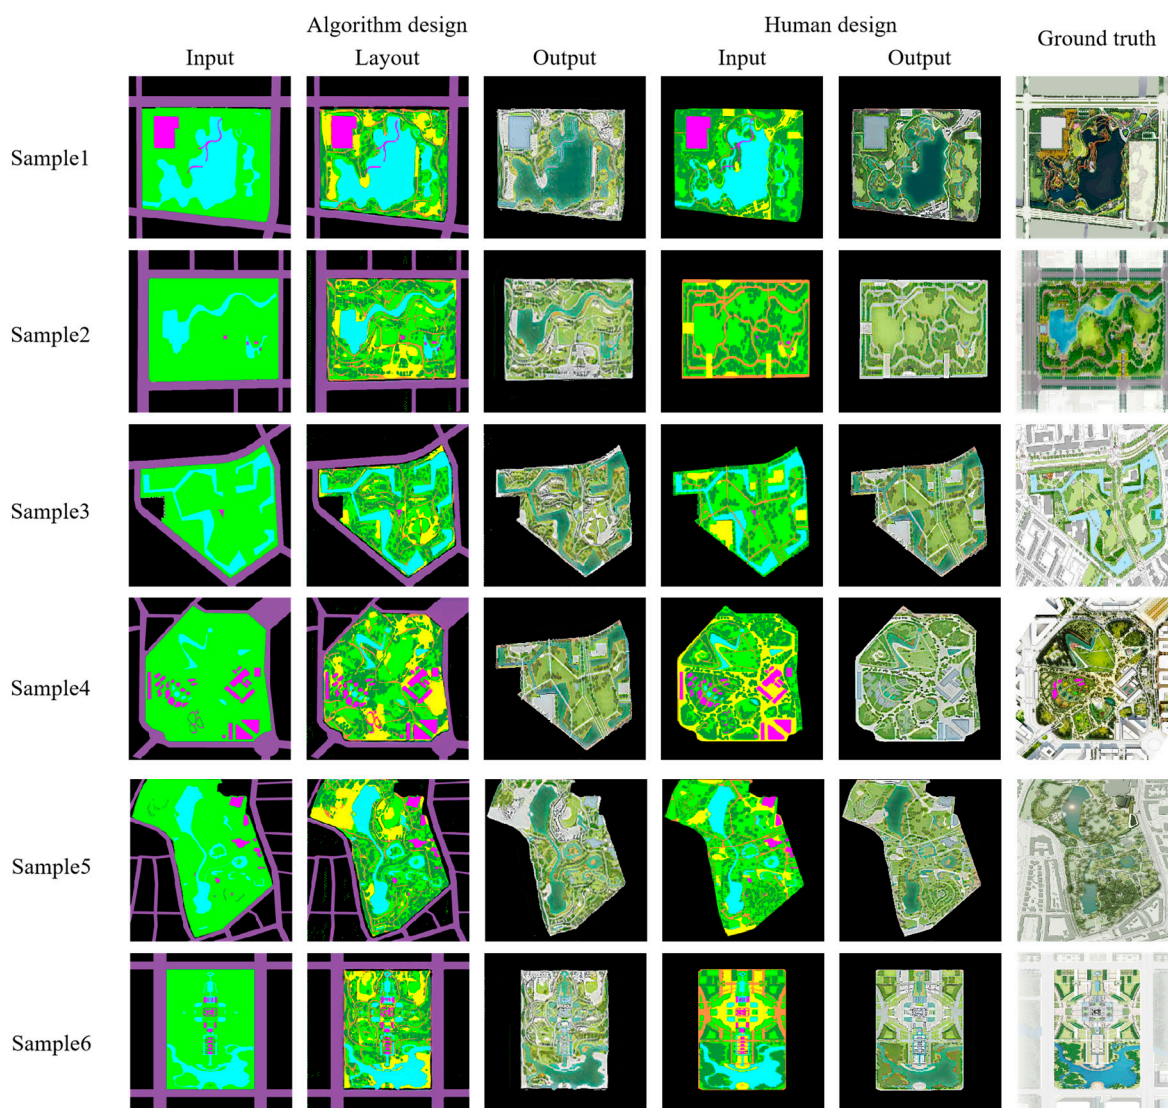 Algorithm design
Human design
Ground truth
Input
Layout
Output
Input
Output
Sample1
Sample2
Sample3
Sample4
Sample5
Sample6